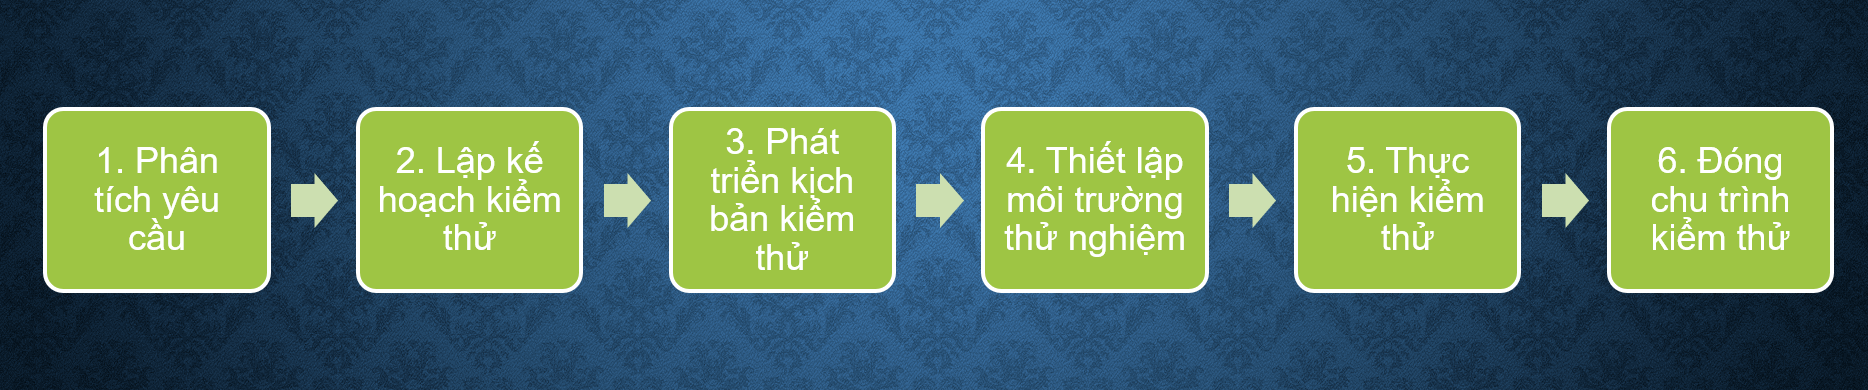 1. Phân
tích yêu
cầu
2. Lập kế
hoạch kiểm
thử
3. Phát
triển kịch
bản kiểm
thử
4. Thiết lập
môi trường
thử nghiệm
5. Thực
hiện kiểm
thử
6. Đóng
chu trình
kiểm thử